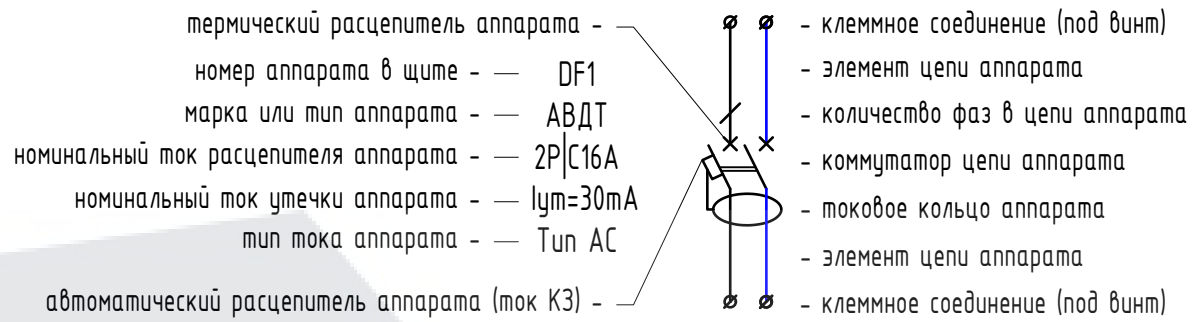 термический расцепитель аппарата -
- клеммное соединение (под винт)
номер аппарата в щите - — DF1
- элемент цепи аппарата
марка или тип аппарата - — АВДТ
- количество фаз в цепи аппарата
номинальный ток расцепителя аппарата - — 2P|C16A
- коммутатор цепи аппарата
номинальный ток утечки аппарата - — Iут=30mA
- токовое кольцо аппарата
тип тока аппарата - — Тип АС
- элемент цепи аппарата
автоматический расцепитель аппарата (ток КЗ) -
- клеммное соединение (под винт)